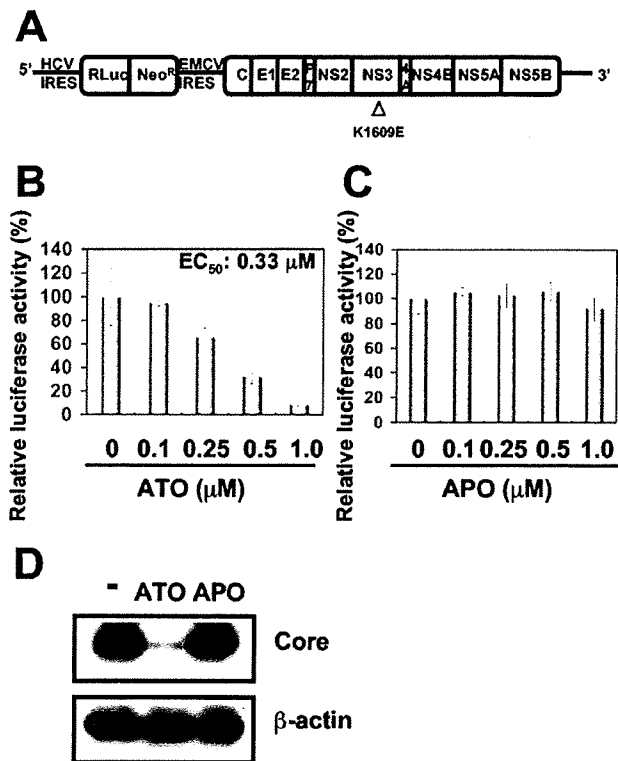 A
5' HCV IRES RLuc Neo^R EMCV IRES C E1 E2 p7 NS2 NS3 4A NS4B NS5A NS5B 3'
Δ
K1609E
B
Relative luciferase activity (%)
140
120
100
80
60
40
20
0
EC₅₀: 0.33 μM
0 0.1 0.25 0.5 1.0
ATO (μM)
C
Relative luciferase activity (%)
140
120
100
80
60
40
20
0
0 0.1 0.25 0.5 1.0
APO (μM)
D
- ATO APO
Core
β-actin